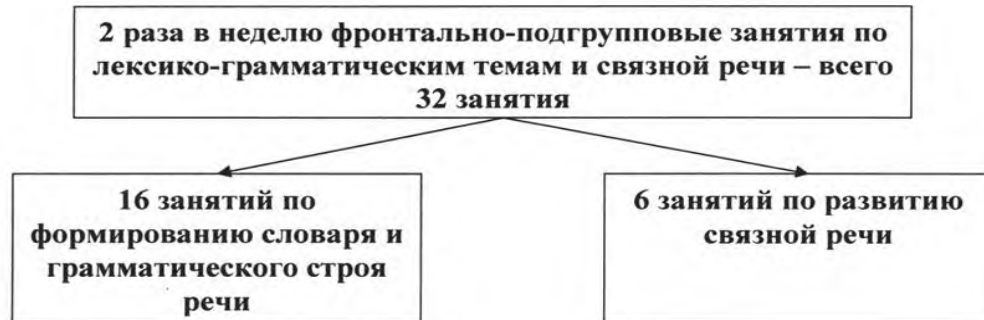 2 раза в неделю фронтально-подгрупповые занятия по
лексико-грамматическим темам и связной речи – всего
32 занятия
16 занятий по
формированию словаря и
грамматического строя
речи
6 занятий по развитию
связной речи